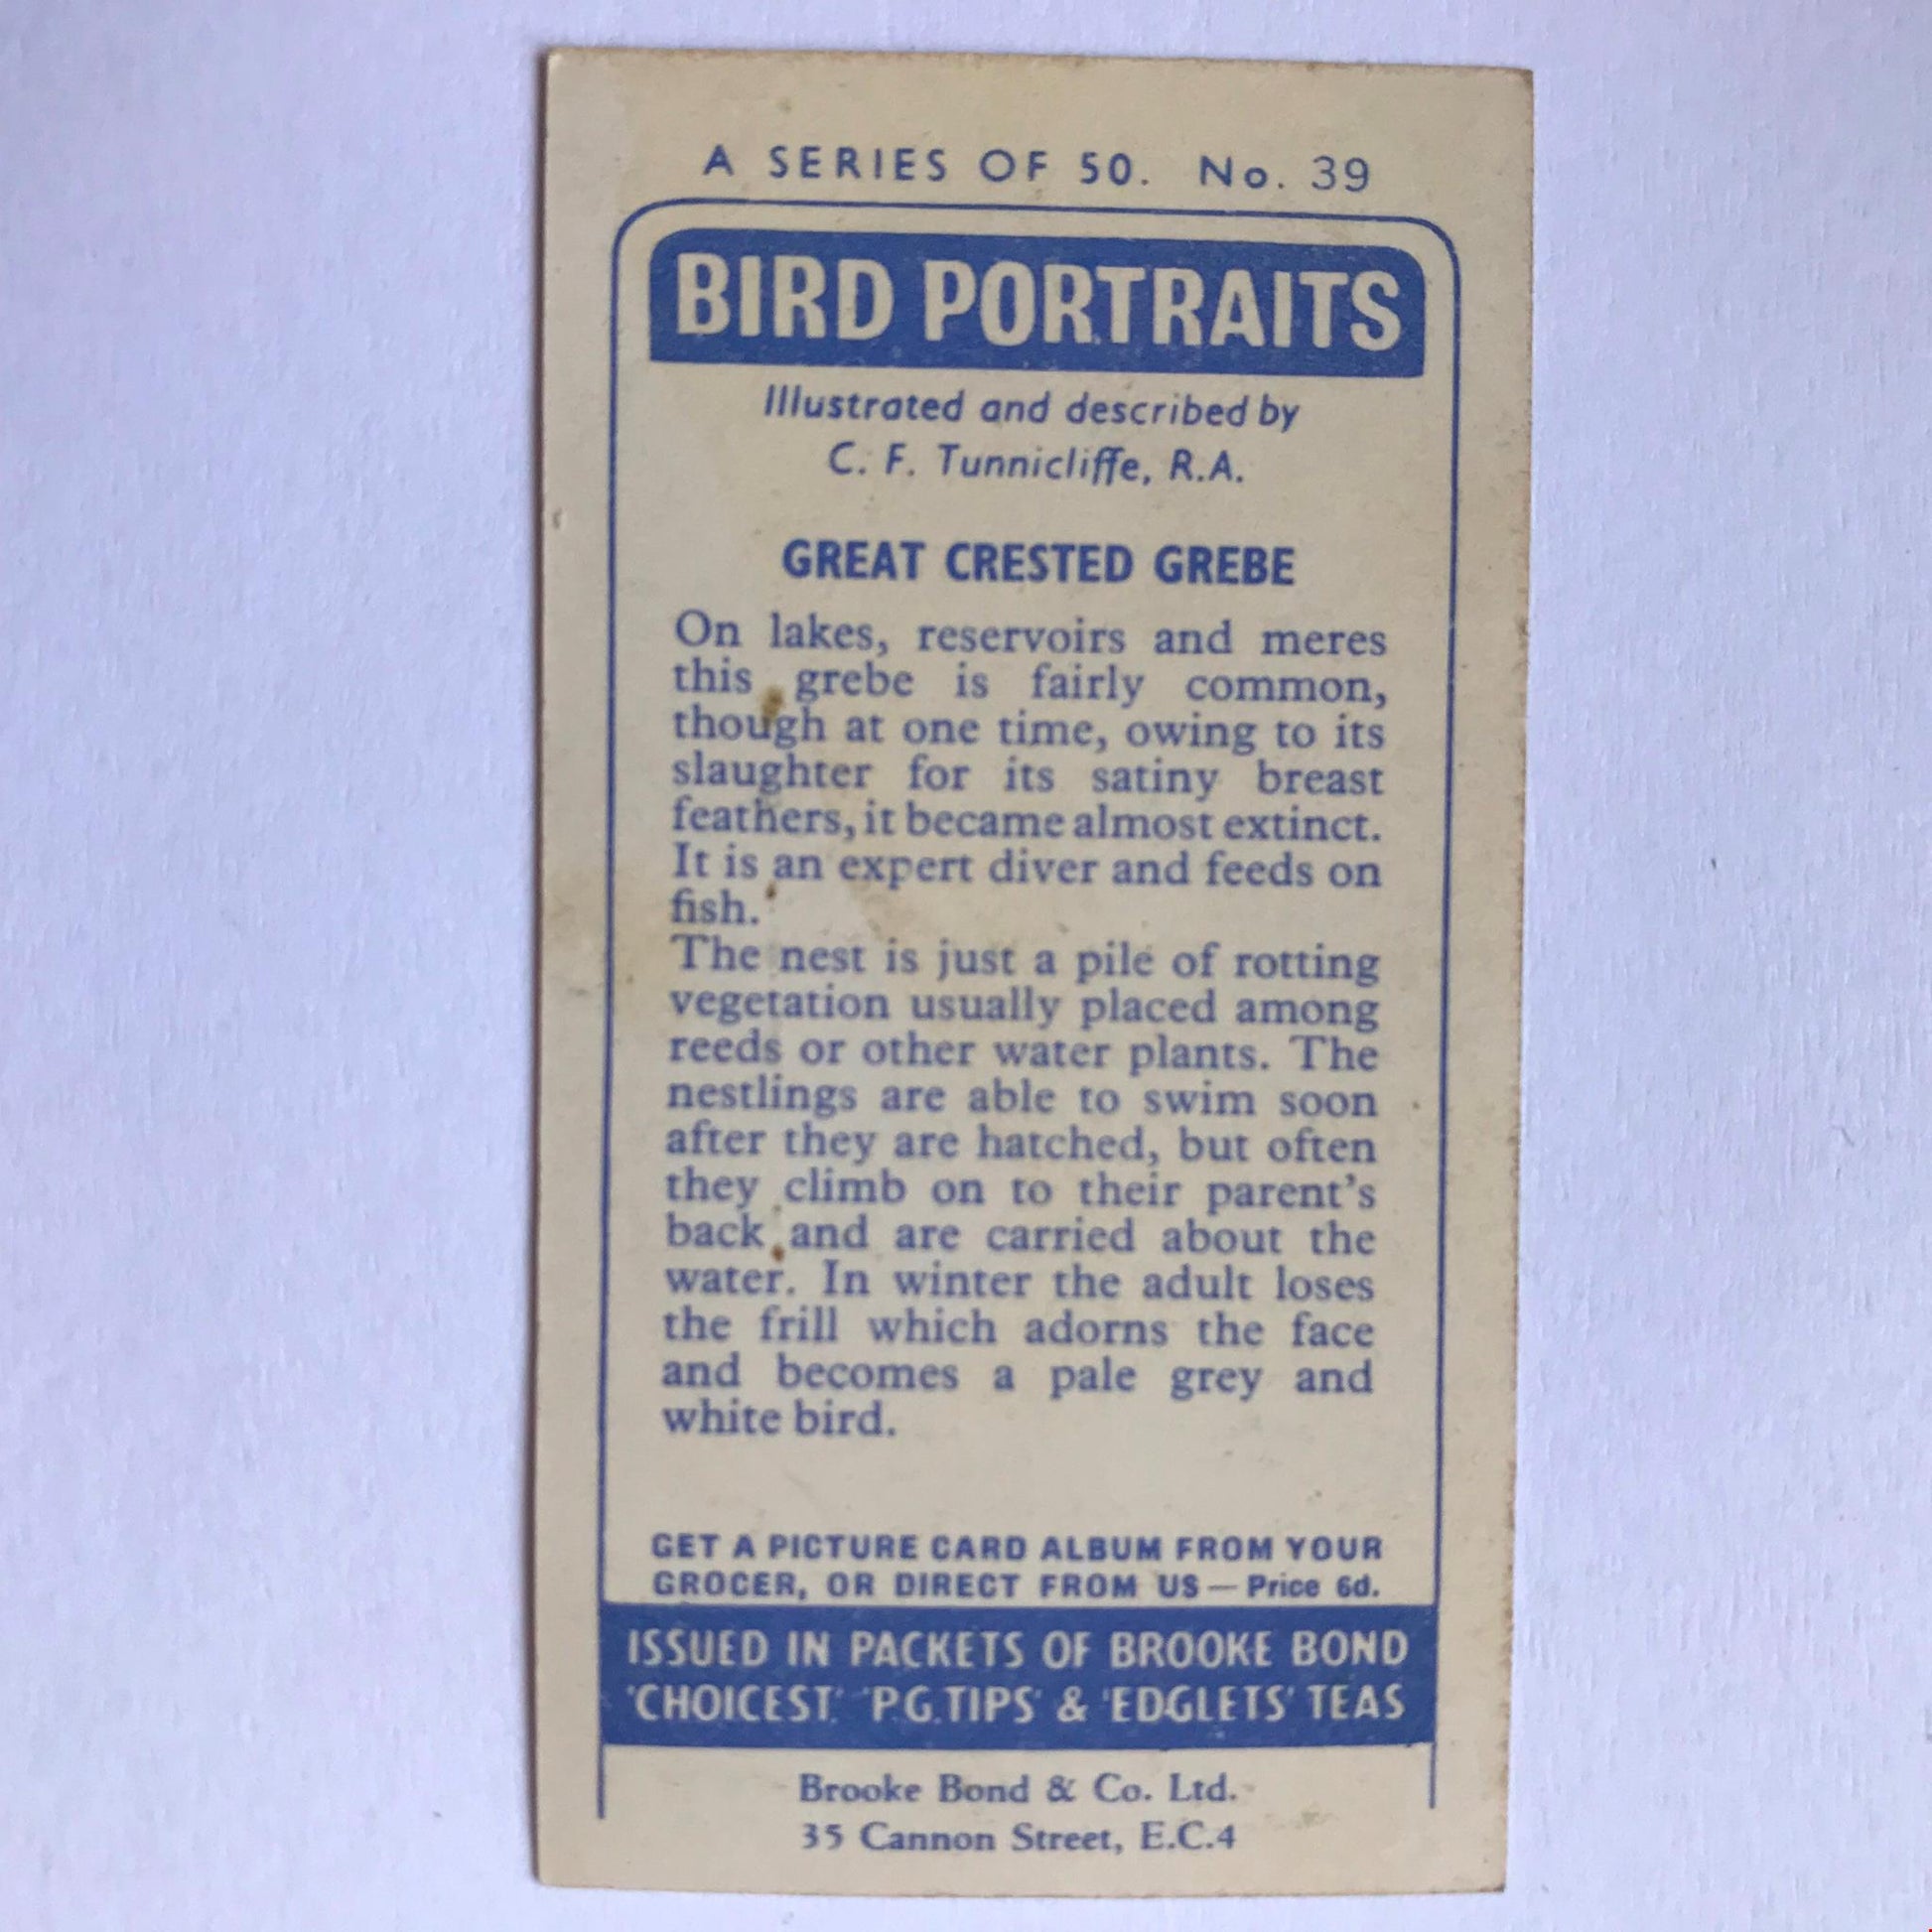 A SERIES OF 50. No. 39
BIRD PORTRAITS
Illustrated and described by
C. F. Tunnicliffe, R.A.
GREAT CRESTED GREBE
On lakes, reservoirs and meres
this grebe is fairly common,
though at one time, owing to its
slaughter for its satiny breast
feathers, it became almost extinct.
It is an expert diver and feeds on
fish.
The nest is just a pile of rotting
vegetation usually placed among
reeds or other water plants. The
nestlings are able to swim soon
after they are hatched, but often
they climb on to their parent's
back and are carried about the
water. In winter the adult loses
the frill which adorns the face
and becomes a pale grey and
white bird.
GET A PICTURE CARD ALBUM FROM YOUR
GROCER, OR DIRECT FROM US — Price 6d.
ISSUED IN PACKETS OF BROOKE BOND
'CHOICEST.' 'P.G.TIPS' & 'EDGLETS' TEAS
Brooke Bond & Co. Ltd.
35 Cannon Street, E.C.4